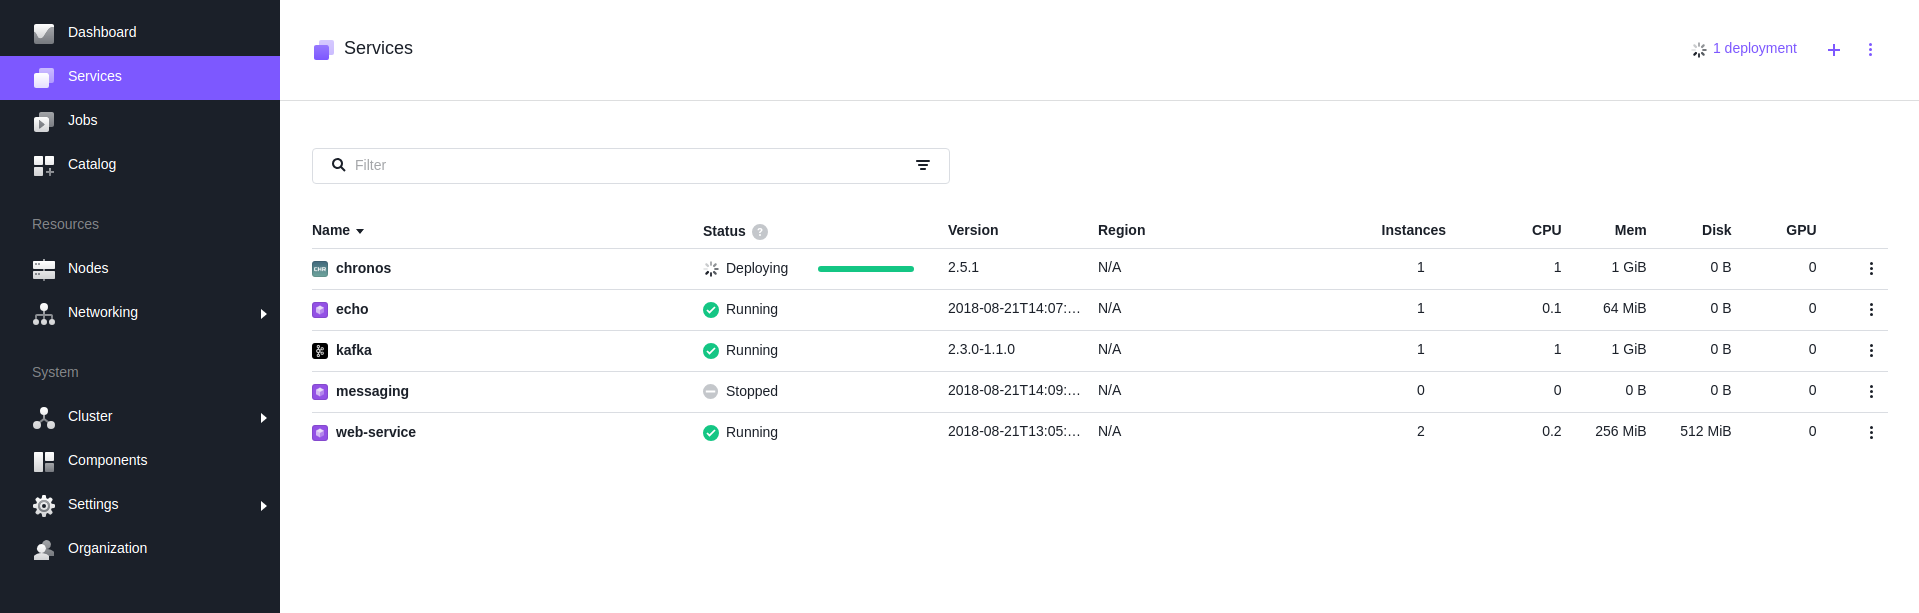 Dashboard
Services
Jobs
Catalog
Resources
Nodes
Networking
System
Cluster
Components
Settings
Organization
Services
1 deployment
Filter
Name Status ? Version Region Instances CPU Mem Disk GPU
CHR chronos Deploying 2.5.1 N/A 1 1 1 GiB 0 B 0
echo Running 2018-08-21T14:07:… N/A 1 0.1 64 MiB 0 B 0
kafka Running 2.3.0-1.1.0 N/A 1 1 1 GiB 0 B 0
messaging Stopped 2018-08-21T14:09:… N/A 0 0 0 B 0 B 0
web-service Running 2018-08-21T13:05:… N/A 2 0.2 256 MiB 512 MiB 0